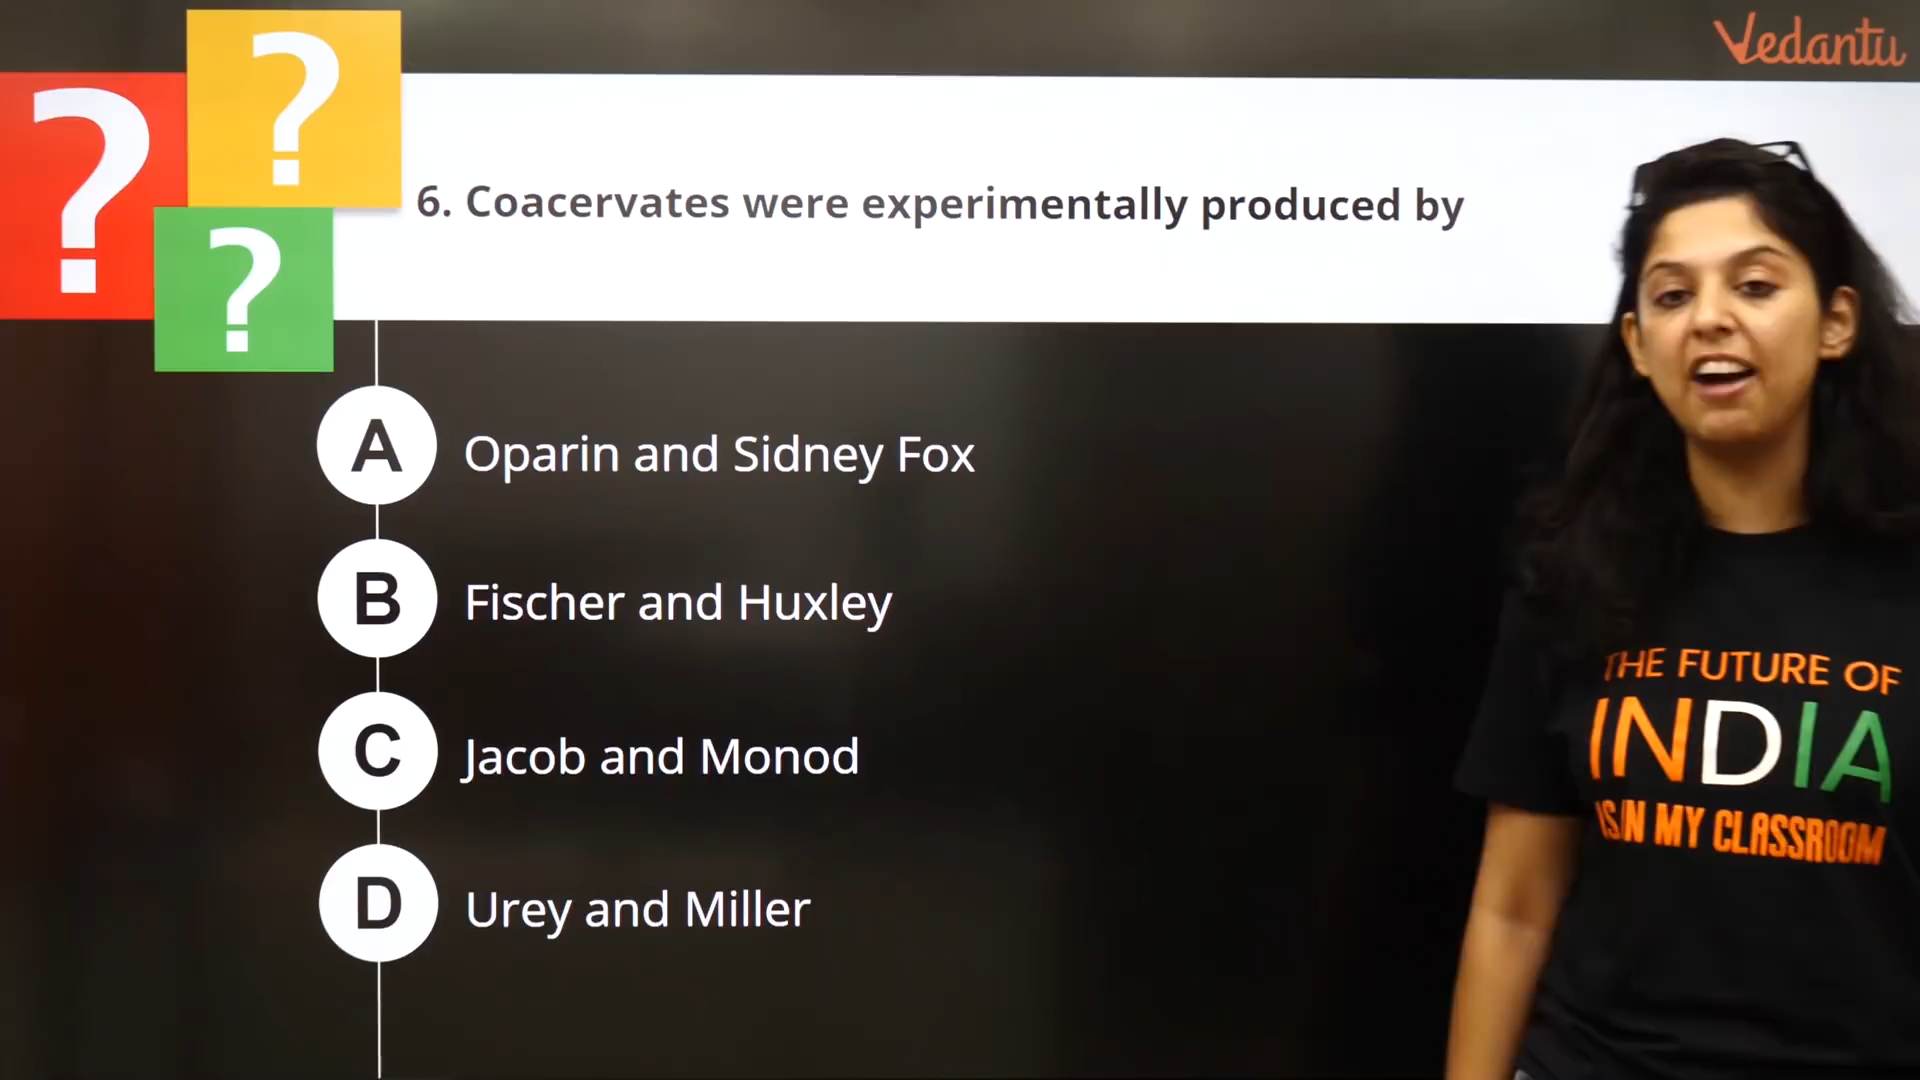 Vedantu
?
?
?
6. Coacervates were experimentally produced by
A Oparin and Sidney Fox
B Fischer and Huxley
C Jacob and Monod
D Urey and Miller
THE FUTURE OF
INDIA
IS IN MY CLASSROOM